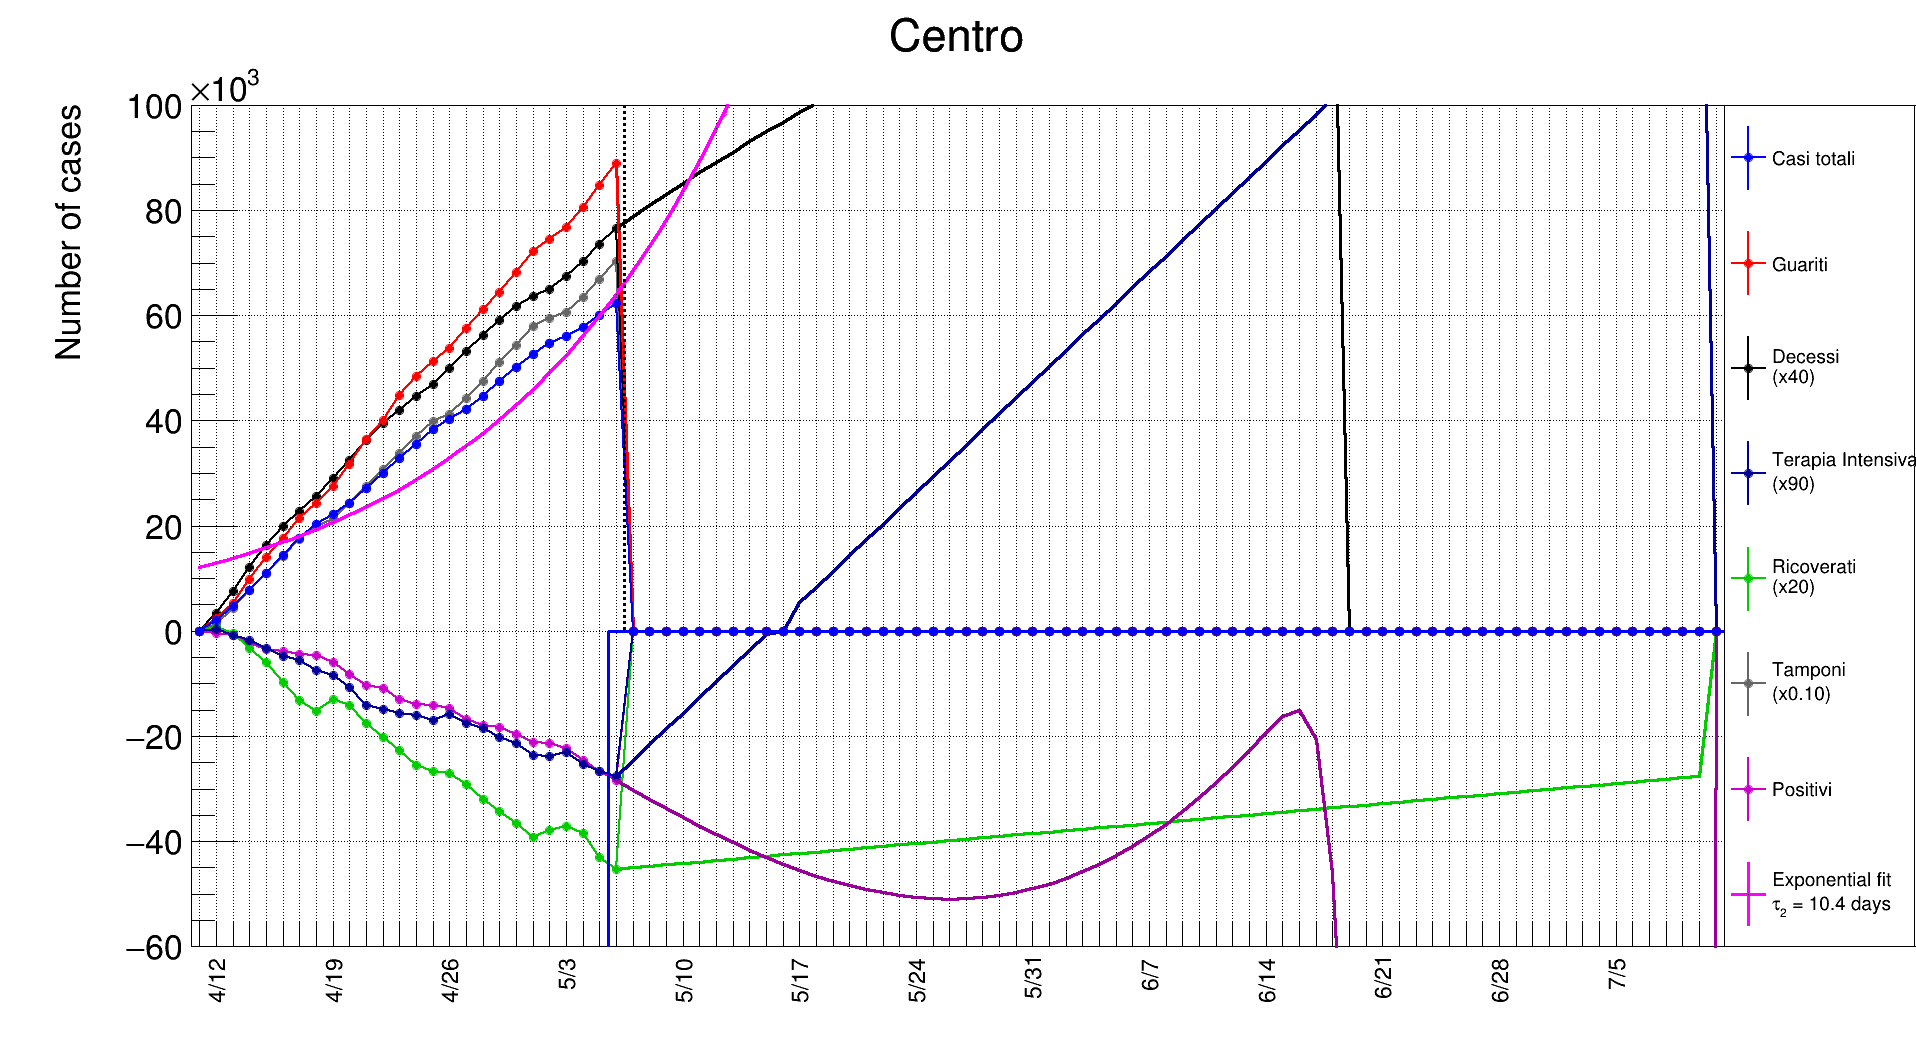 Centro
×10³
Number of cases
100
80
60
40
20
0
−20
−40
−60
4/12
4/19
4/26
5/3
5/10
5/17
5/24
5/31
6/7
6/14
6/21
6/28
7/5
Casi totali
Guariti
Decessi
(x40)
Terapia Intensiva
(x90)
Ricoverati
(x20)
Tamponi
(x0.10)
Positivi
Exponential fit
τ₂ = 10.4 days